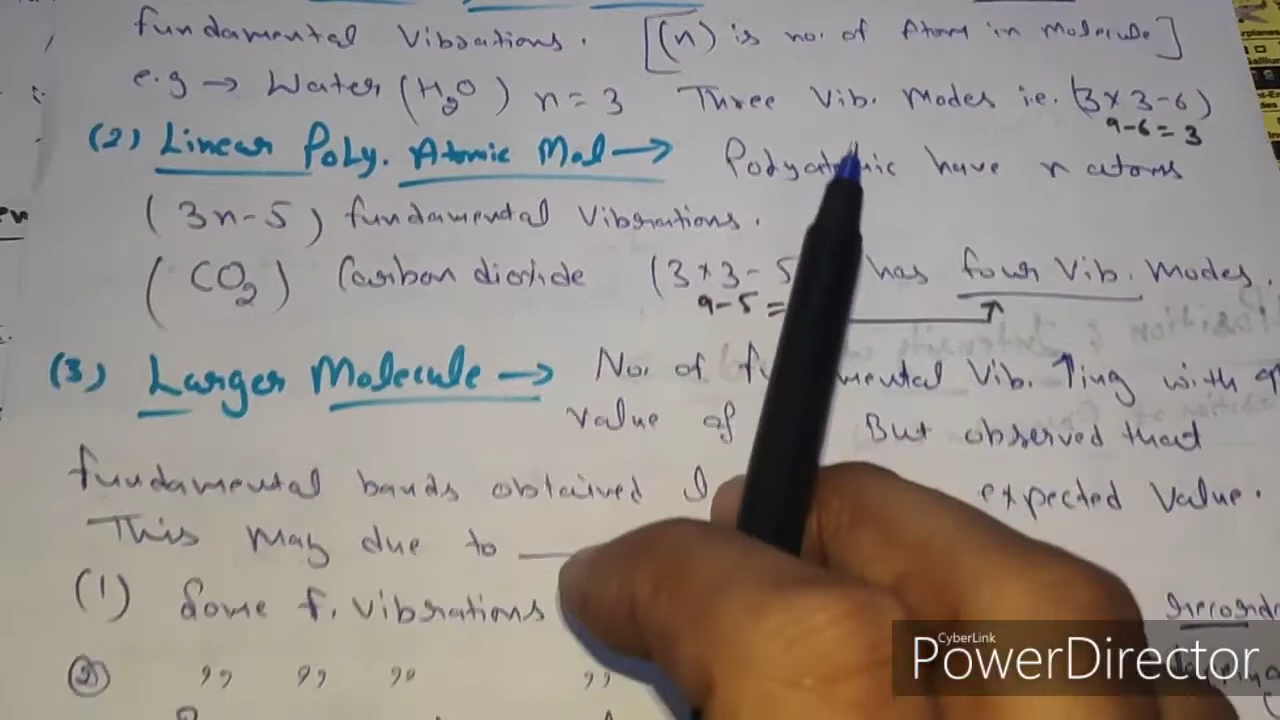 fundamental Vibrations. [(n) is no. of Atom in Molecule]
e.g → Water (H2O) n = 3 Three Vib. Modes i.e. (3×3-6)
9-6 = 3
(2) Linear Poly. Atomic Mol → Polyatomic have n atoms
(3n-5) fundamental Vibrations.
(CO2) Carbon dioxide (3×3-5 has four Vib. Modes.
9-5 =
(3) Larger Molecule → No. of Vib. ↑ing with
Value of But observed that
fundamental bands obtained expected Value.
This may due to
(1) Some f. Vibrations
(2) ,, ,, ,, ,,
CyberLink
PowerDirector